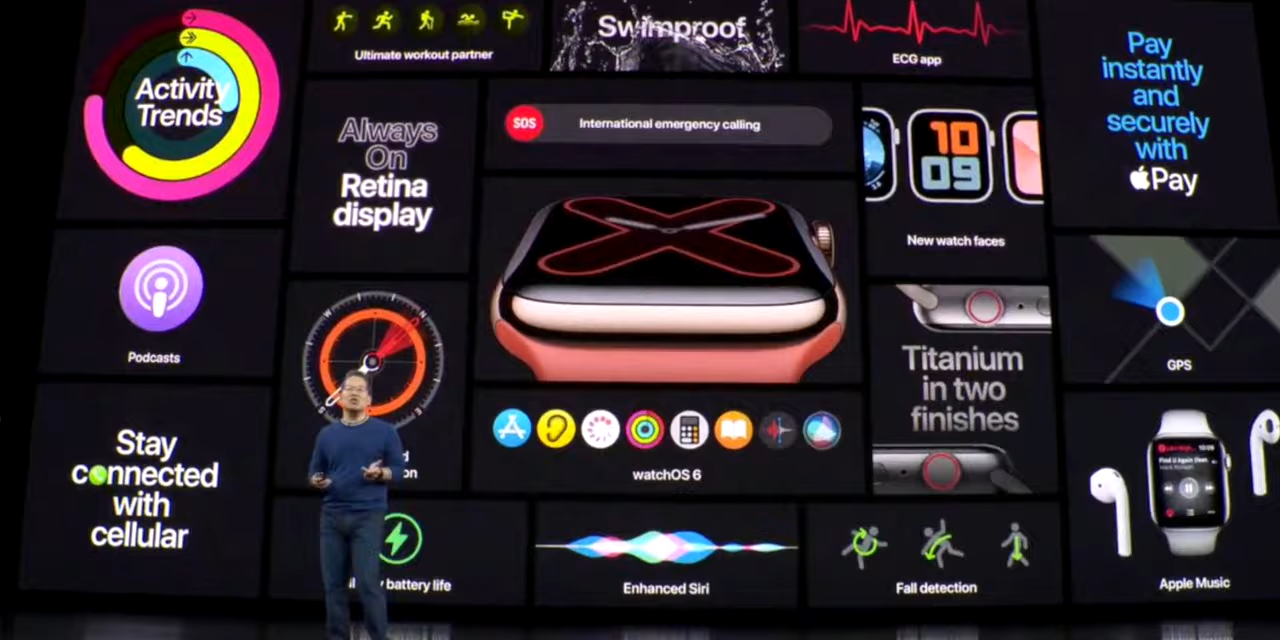 Activity
Trends
Ultimate workout partner
Swimproof
ECG app
Pay
instantly
and
securely
with
Pay
Always
On
Retina
display
SOS
International emergency calling
10
09
New watch faces
Podcasts
GPS
Titanium
in two
finishes
watchOS 6
Stay
connected
with
cellular
battery life
Enhanced Siri
Fall detection
Apple Music